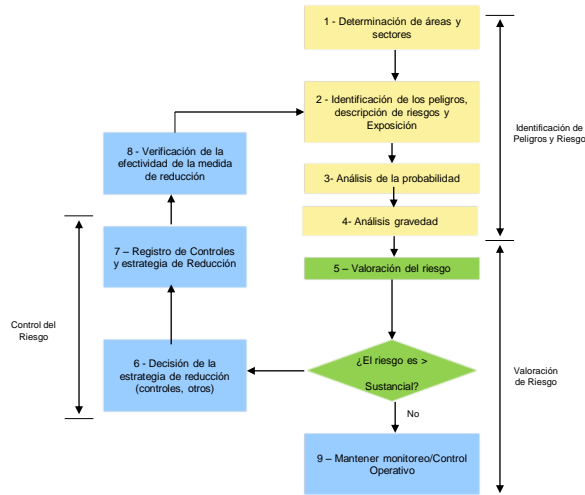 1 - Determinación de áreas y
sectores
2 - Identificación de los peligros,
descripción de riesgos y
Exposición
Identificación de
Peligros y Riesgo
8 - Verificación de la
efectividad de la medida
de reducción
3- Análisis de la probabilidad
4- Análisis gravedad
7 – Registro de Controles
y estrategia de Reducción
5 – Valoración del riesgo
Control del
Riesgo
6 - Decisión de la
estrategia de reducción
(controles, otros)
¿El riesgo es >
Sustancial?
Valoración
de Riesgo
No
9 – Mantener monitoreo/Control
Operativo